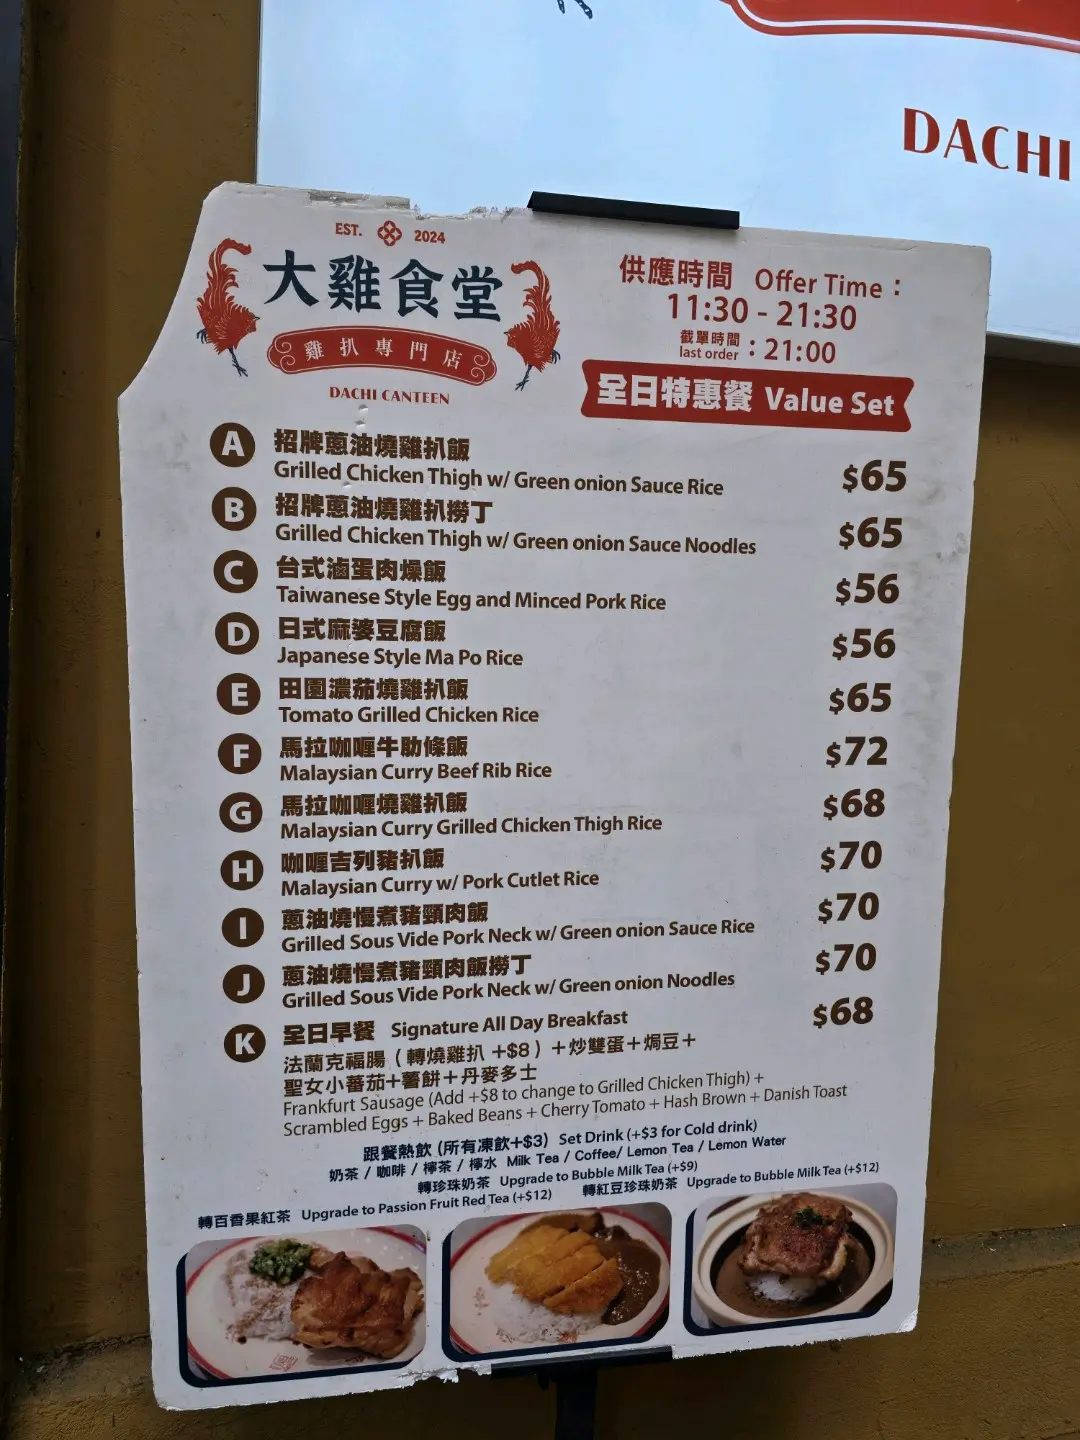 DACHI
EST. 2024
大雞食堂
雞扒專門店
DACHI CANTEEN
供應時間 Offer Time：
11:30 - 21:30
截單時間
last order：21:00
全日特惠餐 Value Set
A 招牌蔥油燒雞扒飯
Grilled Chicken Thigh w/ Green onion Sauce Rice $65
B 招牌蔥油燒雞扒撈丁
Grilled Chicken Thigh w/ Green onion Sauce Noodles $65
C 台式滷蛋肉燥飯
Taiwanese Style Egg and Minced Pork Rice $56
D 日式麻婆豆腐飯
Japanese Style Ma Po Rice $56
E 田園濃茄燒雞扒飯
Tomato Grilled Chicken Rice $65
F 馬拉咖喱牛肋條飯
Malaysian Curry Beef Rib Rice $72
G 馬拉咖喱燒雞扒飯
Malaysian Curry Grilled Chicken Thigh Rice $68
H 咖喱吉列豬扒飯
Malaysian Curry w/ Pork Cutlet Rice $70
I 蔥油燒慢煮豬頸肉飯
Grilled Sous Vide Pork Neck w/ Green onion Sauce Rice $70
J 蔥油燒慢煮豬頸肉飯撈丁
Grilled Sous Vide Pork Neck w/ Green onion Noodles $70
K 全日早餐 Signature All Day Breakfast $68
法蘭克福腸（轉燒雞扒 +$8）＋炒雙蛋＋焗豆＋
聖女小番茄＋薯餅＋丹麥多士
Frankfurt Sausage (Add +$8 to change to Grilled Chicken Thigh) +
Scrambled Eggs + Baked Beans + Cherry Tomato + Hash Brown + Danish Toast
跟餐熱飲 (所有凍飲+$3) Set Drink (+$3 for Cold drink)
奶茶 / 咖啡 / 檸茶 / 檸水 Milk Tea / Coffee/ Lemon Tea / Lemon Water
轉珍珠奶茶 Upgrade to Bubble Milk Tea (+$9)
轉百香果紅茶 Upgrade to Passion Fruit Red Tea (+$12) 轉紅豆珍珠奶茶 Upgrade to Bubble Milk Tea (+$12)